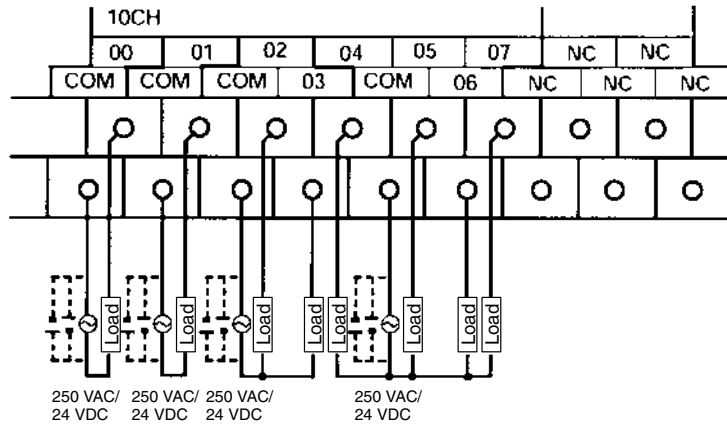 10CH
00 01 02 04 05 07 NC NC
COM COM COM 03 COM 06 NC NC NC
Load Load Load Load Load Load Load Load
250 VAC/ 250 VAC/ 250 VAC/ 250 VAC/
24 VDC 24 VDC 24 VDC 24 VDC